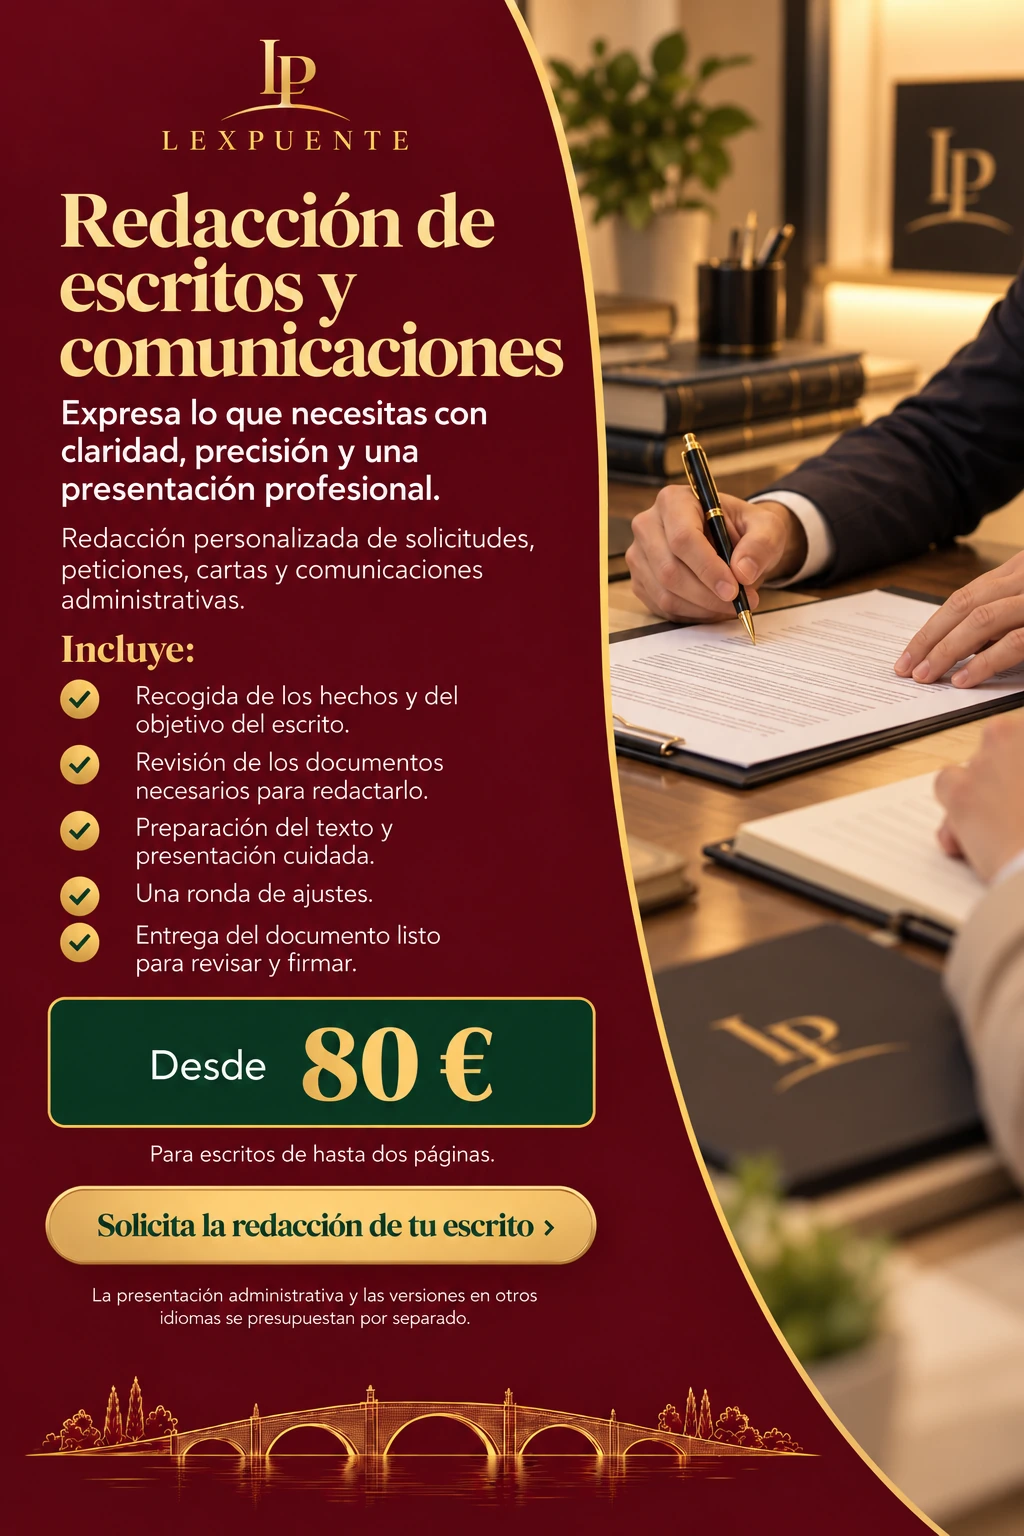 LP
LEXPUENTE
Redacción de
escritos y
comunicaciones
Expresa lo que necesitas con
claridad, precisión y una
presentación profesional.
Redacción personalizada de solicitudes,
peticiones, cartas y comunicaciones
administrativas.
Incluye:
Recogida de los hechos y del
objetivo del escrito.
Revisión de los documentos
necesarios para redactarlo.
Preparación del texto y
presentación cuidada.
Una ronda de ajustes.
Entrega del documento listo
para revisar y firmar.
Desde 80 €
Para escritos de hasta dos páginas.
Solicita la redacción de tu escrito ›
La presentación administrativa y las versiones en otros
idiomas se presupuestan por separado.
LP
LP